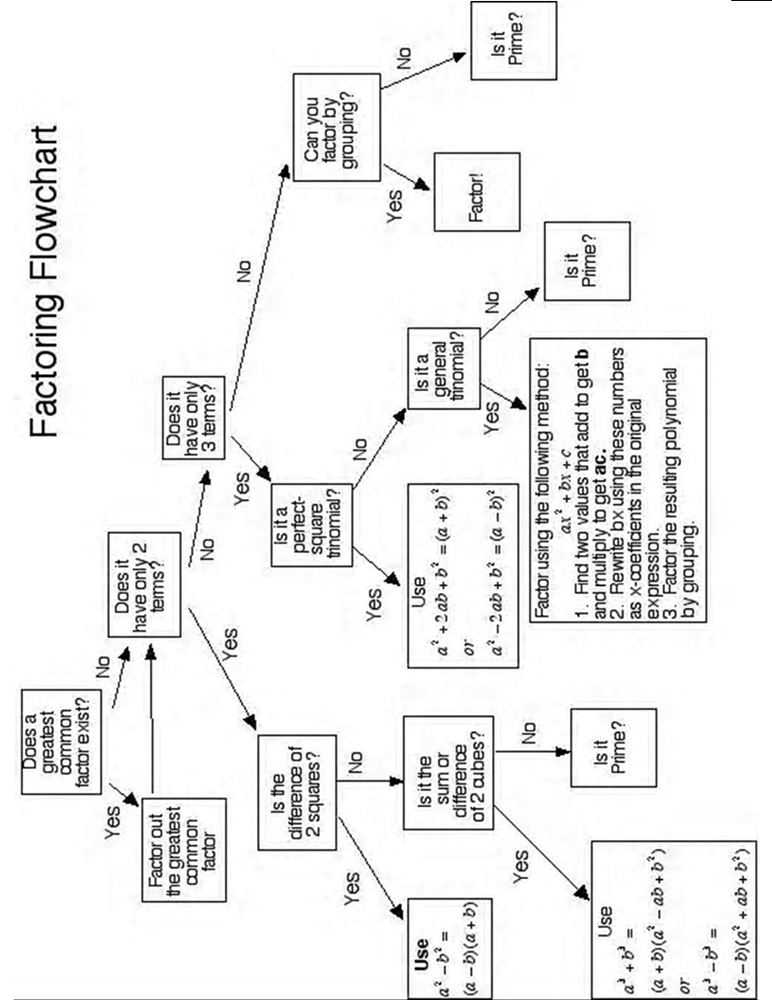 Factoring Flowchart
Does a
greatest
common
factor exist?
Yes
No
Factor out
the greatest
common
factor
Does it
have only 2
terms?
Yes
No
Is the
difference of
2 squares?
Yes
No
Use
a² − b² =
(a − b)(a + b)
Is it the
sum or
difference
of 2 cubes?
Yes
No
Use
a³ + b³ =
(a + b)(a² − ab + b²)
or
a³ − b³ =
(a − b)(a² + ab + b²)
Is it
Prime?
Does it
have only
3 terms?
Yes
No
Is it a
perfect-
square
trinomial?
Yes
No
Use
a² + 2ab + b² = (a + b)²
or
a² − 2ab + b² = (a − b)²
Is it a
general
trinomial?
Yes
No
Factor using the following method:
ax² + bx + c
1. Find two values that add to get b
and multiply to get ac.
2. Rewrite bx using these numbers
as x-coefficients in the original
expression.
3. Factor the resulting polynomial
by grouping.
Is it
Prime?
Can you
factor by
grouping?
Yes
No
Factor!
Is it
Prime?